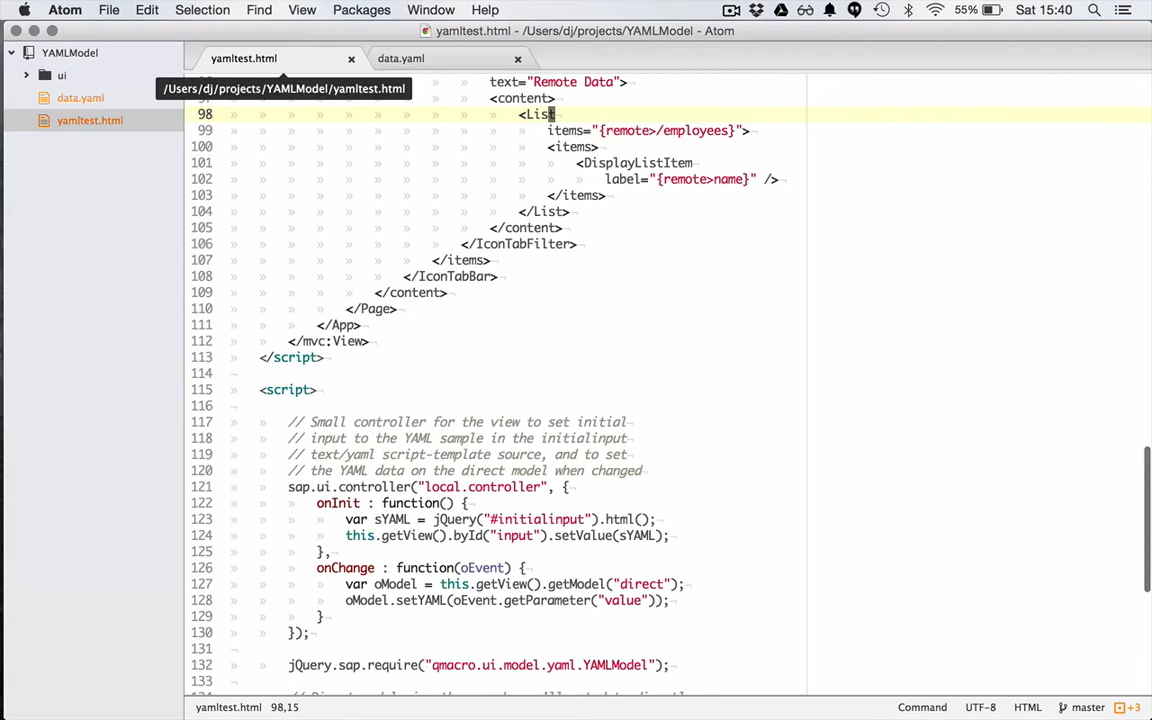 Atom File Edit View Find Packages Window Help 55% Sat 15:40
yamltest.html - /Users/dj/projects/YAMLModel - Atom
YAMLModel
ui
data.yaml
yamltest.html
yamltest.html data.yaml
/Users/dj/projects/YAMLModel/yamltest.html
text="Remote Data">
<content>
98 <List
99 items="{remote>/employees}">
100 <items>
101 <DisplayListItem
102 label="{remote>name}" />
103 </items>
104 </List>
105 </content>
106 </IconTabFilter>
107 </items>
108 </IconTabBar>
109 </content>
110 </Page>
111 </App>
112 </mvc:View>
113 </script>
114
115 <script>
116
117 // Small controller for the view to set initial
118 // input to the YAML sample in the initialinput
119 // text/yaml script-template source, and to set
120 // the YAML data on the direct model when changed
121 sap.ui.controller("local.controller", {
122 onInit : function() {
123 var sYAML = jQuery("#initialinput").html();
124 this.getView().byId("input").setValue(sYAML);
125 },
126 onChange : function(oEvent) {
127 var oModel = this.getView().getModel("direct");
128 oModel.setYAML(oEvent.getParameter("value"));
129 }
130 });
131
132 jQuery.sap.require("qmacro.ui.model.yaml.YAMLModel");
133
yamltest.html 98,15 Command UTF-8 HTML master +3